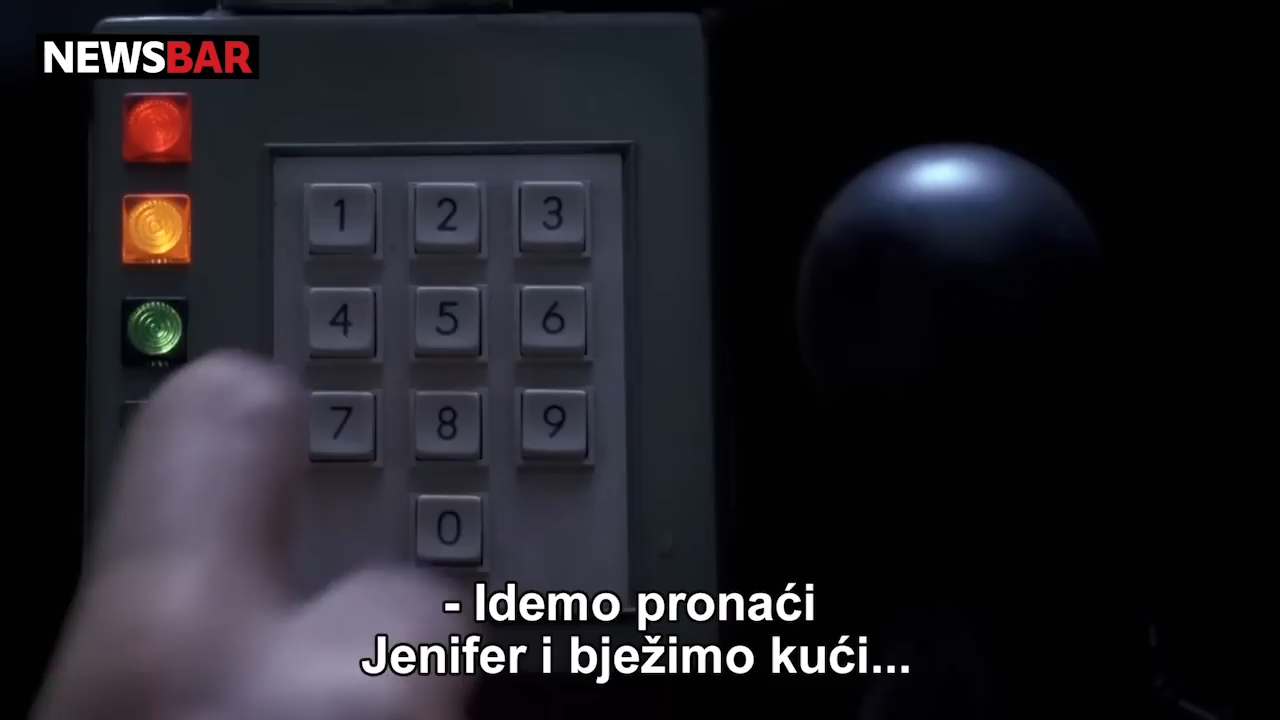 NEWSBAR
1 2 3
4 5 6
7 8 9
0
- Idemo pronaći
Jenifer i bježimo kući...